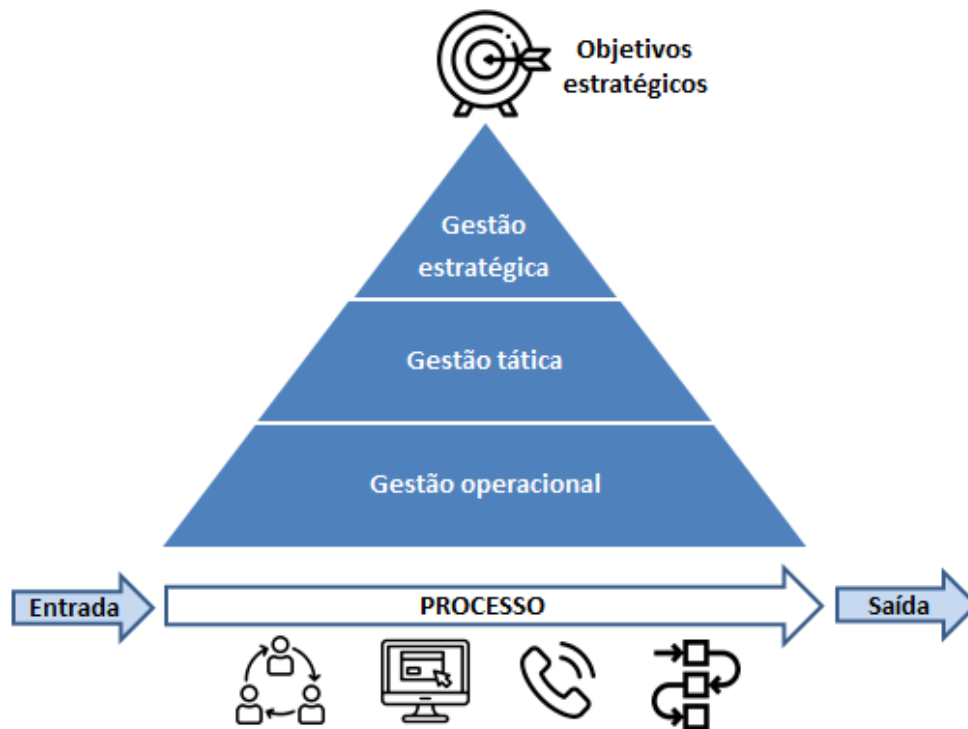 Objetivos
estratégicos
Gestão
estratégica
Gestão tática
Gestão operacional
Entrada
PROCESSO
Saída